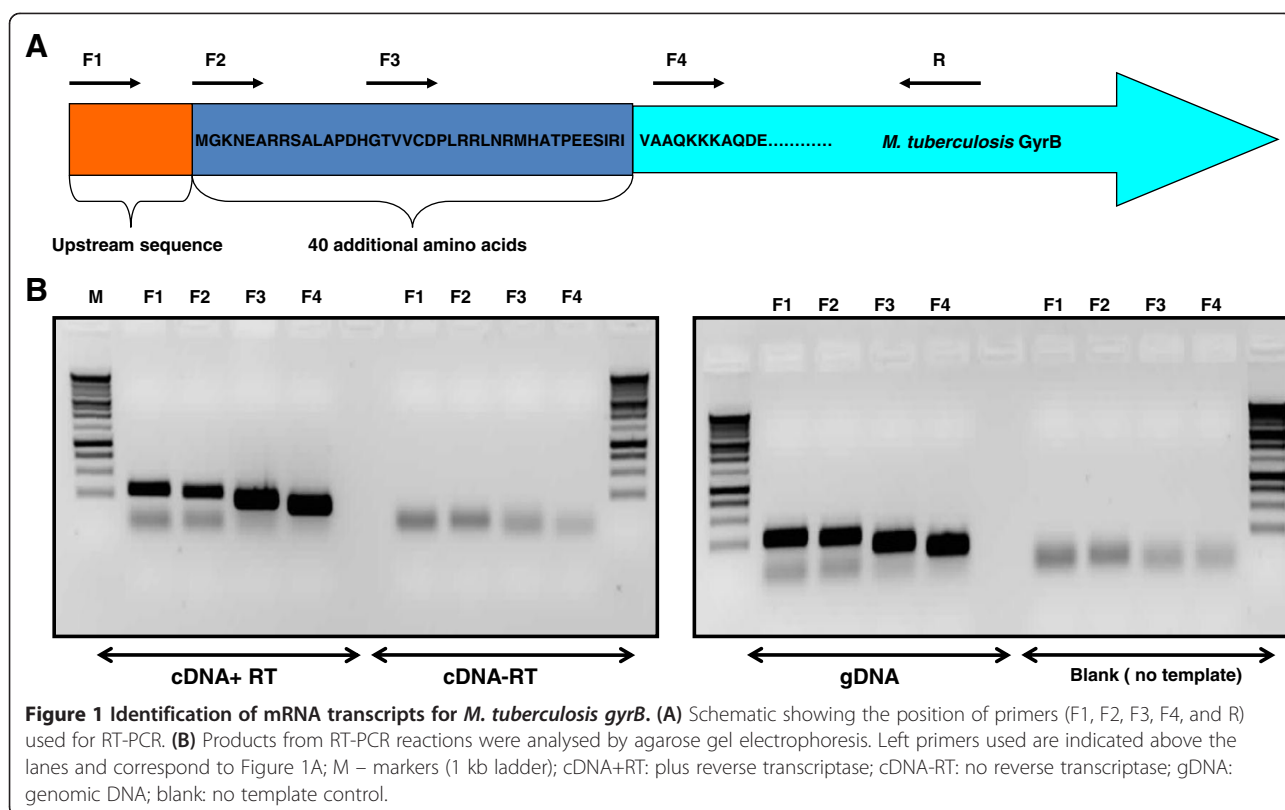 A
F1 F2 F3 F4 R
MGKNEARRSALAPDHGTVVCDPLRRLNRMHATPEESIRI VAAQKKKAQDE............ M. tuberculosis GyrB
Upstream sequence 40 additional amino acids
B
M F1 F2 F3 F4 F1 F2 F3 F4 F1 F2 F3 F4 F1 F2 F3 F4
cDNA+ RT cDNA-RT gDNA Blank ( no template)
Figure 1 Identification of mRNA transcripts for M. tuberculosis gyrB. (A) Schematic showing the position of primers (F1, F2, F3, F4, and R)
used for RT-PCR. (B) Products from RT-PCR reactions were analysed by agarose gel electrophoresis. Left primers used are indicated above the
lanes and correspond to Figure 1A; M – markers (1 kb ladder); cDNA+RT: plus reverse transcriptase; cDNA-RT: no reverse transcriptase; gDNA:
genomic DNA; blank: no template control.